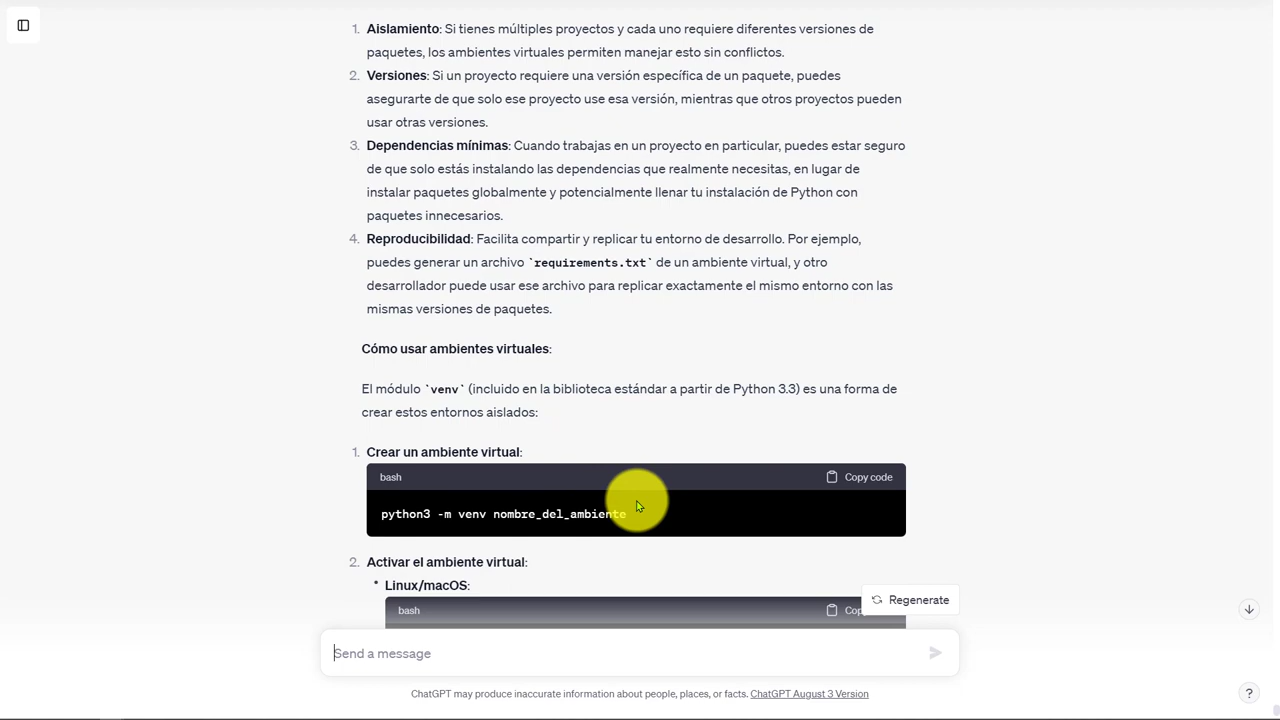 1. Aislamiento: Si tienes múltiples proyectos y cada uno requiere diferentes versiones de
paquetes, los ambientes virtuales permiten manejar esto sin conflictos.
2. Versiones: Si un proyecto requiere una versión específica de un paquete, puedes
asegurarte de que solo ese proyecto use esa versión, mientras que otros proyectos pueden
usar otras versiones.
3. Dependencias mínimas: Cuando trabajas en un proyecto en particular, puedes estar seguro
de que solo estás instalando las dependencias que realmente necesitas, en lugar de
instalar paquetes globalmente y potencialmente llenar tu instalación de Python con
paquetes innecesarios.
4. Reproducibilidad: Facilita compartir y replicar tu entorno de desarrollo. Por ejemplo,
puedes generar un archivo `requirements.txt` de un ambiente virtual, y otro
desarrollador puede usar ese archivo para replicar exactamente el mismo entorno con las
mismas versiones de paquetes.
Cómo usar ambientes virtuales:
El módulo `venv` (incluido en la biblioteca estándar a partir de Python 3.3) es una forma de
crear estos entornos aislados:
1. Crear un ambiente virtual:
bash Copy code
python3 -m venv nombre_del_ambiente
2. Activar el ambiente virtual:
• Linux/macOS:
Regenerate
bash
Send a message
ChatGPT may produce inaccurate information about people, places, or facts. ChatGPT August 3 Version
?